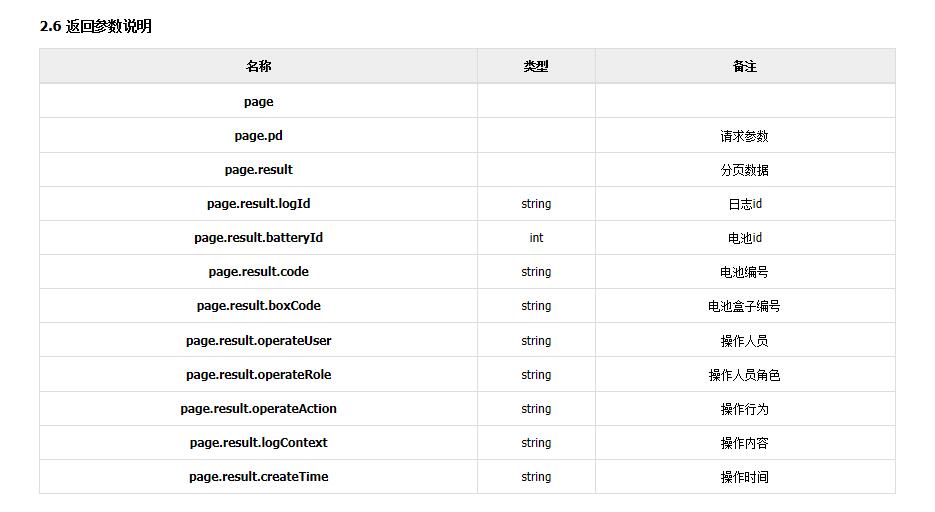 2.6 返回参数说明
名称 类型 备注
page
page.pd 请求参数
page.result 分页数据
page.result.logId string 日志id
page.result.batteryId int 电池id
page.result.code string 电池编号
page.result.boxCode string 电池盒子编号
page.result.operateUser string 操作人员
page.result.operateRole string 操作人员角色
page.result.operateAction string 操作行为
page.result.logContext string 操作内容
page.result.createTime string 操作时间